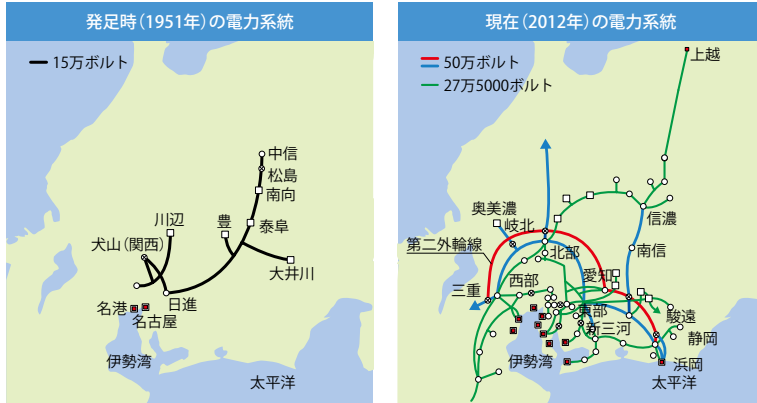 発足時(1951年)の電力系統
15万ボルト
中信
松島
南向
川辺
豊
泰阜
犬山(関西)
大井川
日進
名港
名古屋
伊勢湾
太平洋
現在(2012年)の電力系統
50万ボルト
27万5000ボルト
上越
奥美濃
岐北
信濃
第二外輪線
北部
南信
愛知
西部
三重
東部
駿遠
新三河
静岡
伊勢湾
浜岡
太平洋